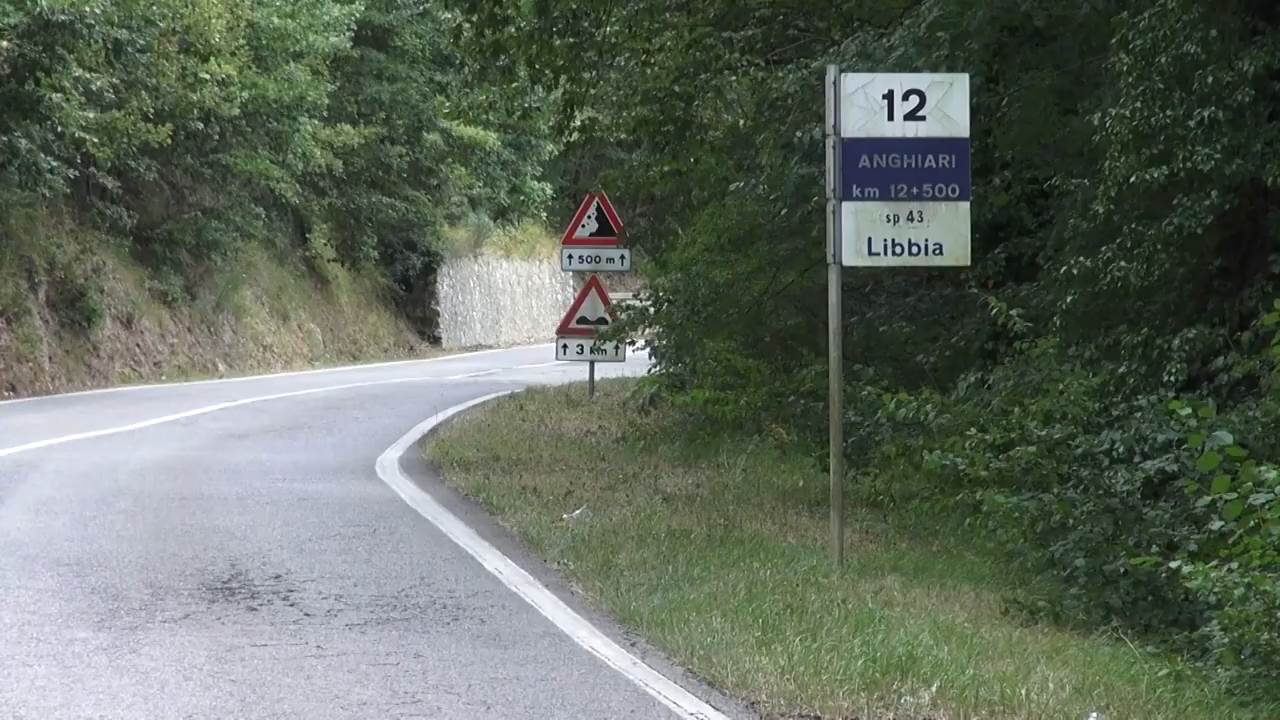 12
ANGHIARI
km 12+500
sp 43
Libbia
↑ 500 m ↑
↑ 3 km ↑